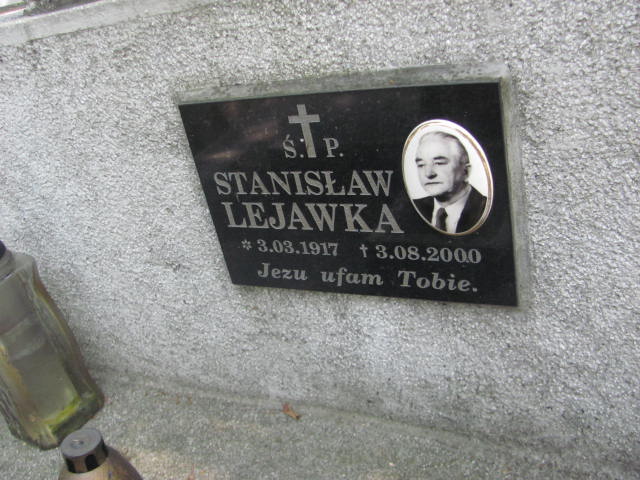 Ś. P.
STANISŁAW
LEJAWKA
* 3.03.1917 † 3.08.2000
Jezu ufam Tobie.